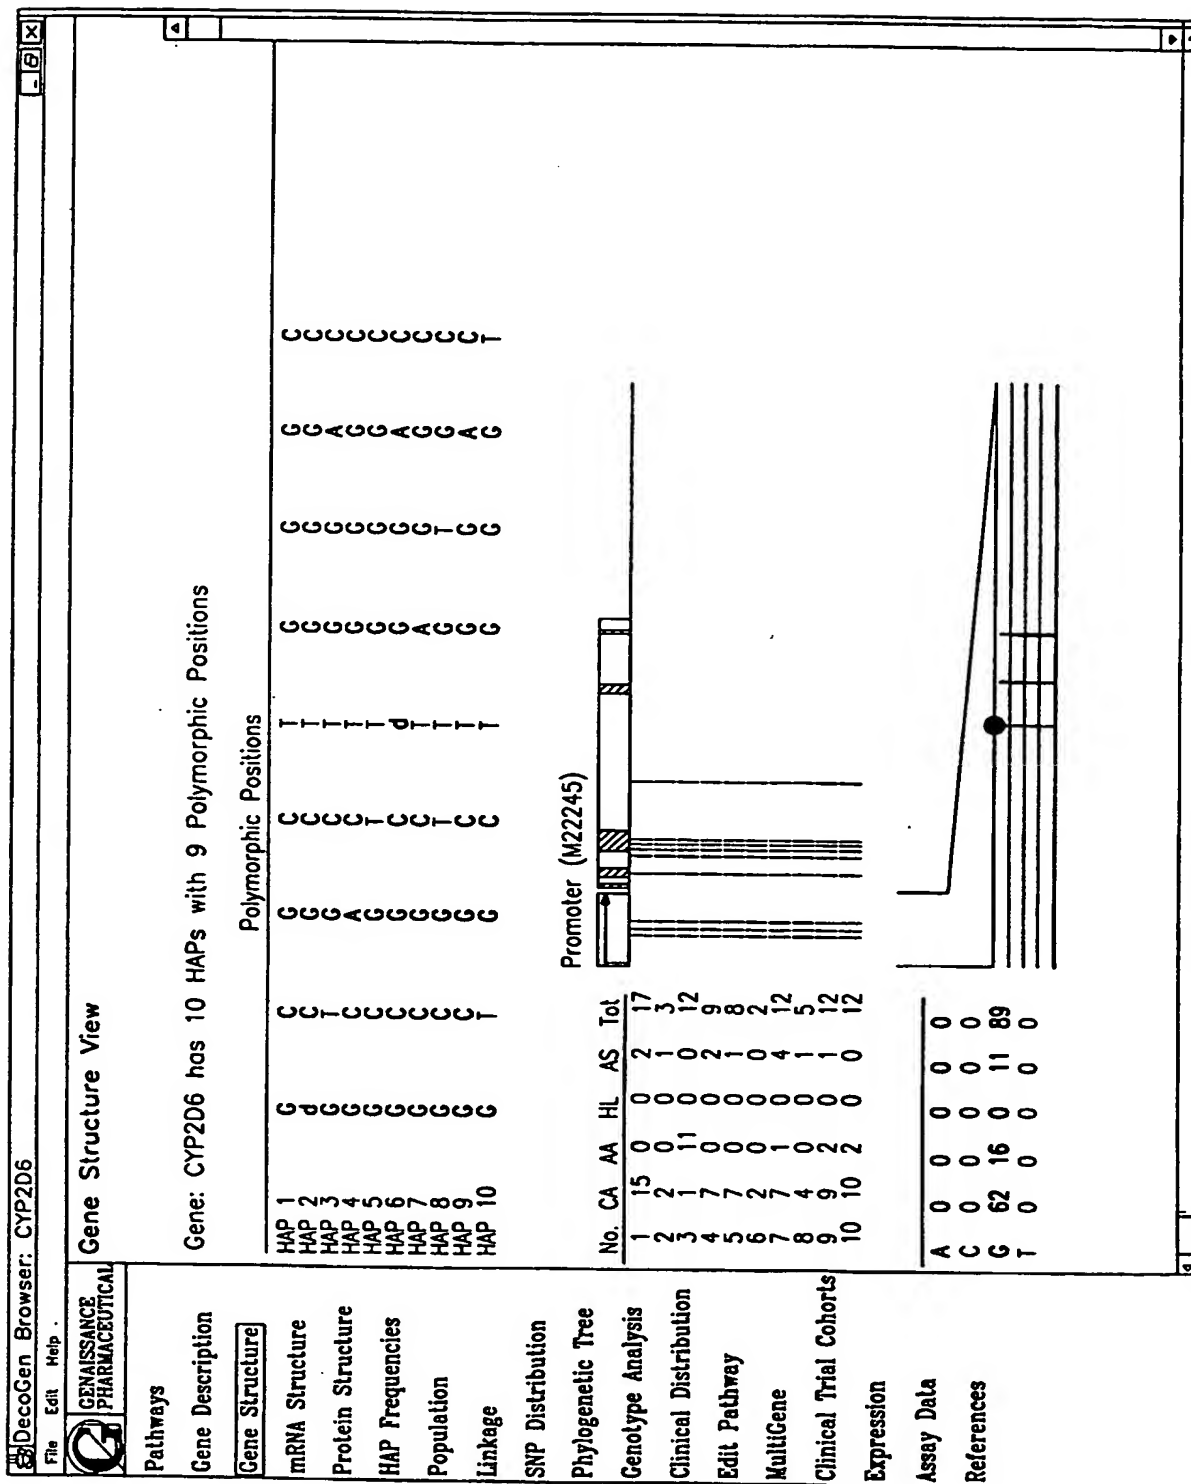 DecoGen Browser: CYP2D6
File Edit Help
GENAISSANCE
PHARMACEUTICAL
Pathways
Gene Description
Gene Structure
mRNA Structure
Protein Structure
HAP Frequencies
Population
Linkage
SNP Distribution
Phylogenetic Tree
Genotype Analysis
Clinical Distribution
Edit Pathway
MultiGene
Clinical Trial Cohorts
Expression
Assay Data
References
Gene Structure View
Gene: CYP2D6 has 10 HAPs with 9 Polymorphic Positions
Polymorphic Positions
HAP 1 G C G C T G G G C
HAP 2 d C G C T G G G C
HAP 3 G T G C T G G A C
HAP 4 G C A C T G G G C
HAP 5 G C G T T G G G C
HAP 6 G C G C d G G A C
HAP 7 G C G C T A G G C
HAP 8 G C G T T G T G C
HAP 9 G C G C T G G A C
HAP 10 G T G C T G G G T
No. CA AA HL AS Tot
1 15 0 0 2 17
2 2 0 0 1 3
3 1 11 0 0 12
4 7 0 0 2 9
5 7 0 0 1 8
6 2 0 0 0 2
7 7 1 0 4 12
8 4 0 0 1 5
9 9 2 0 1 12
10 10 2 0 0 12
Promoter (M22245)
A 0 0 0 0 0
C 0 0 0 0 0
G 62 16 0 11 89
T 0 0 0 0 0